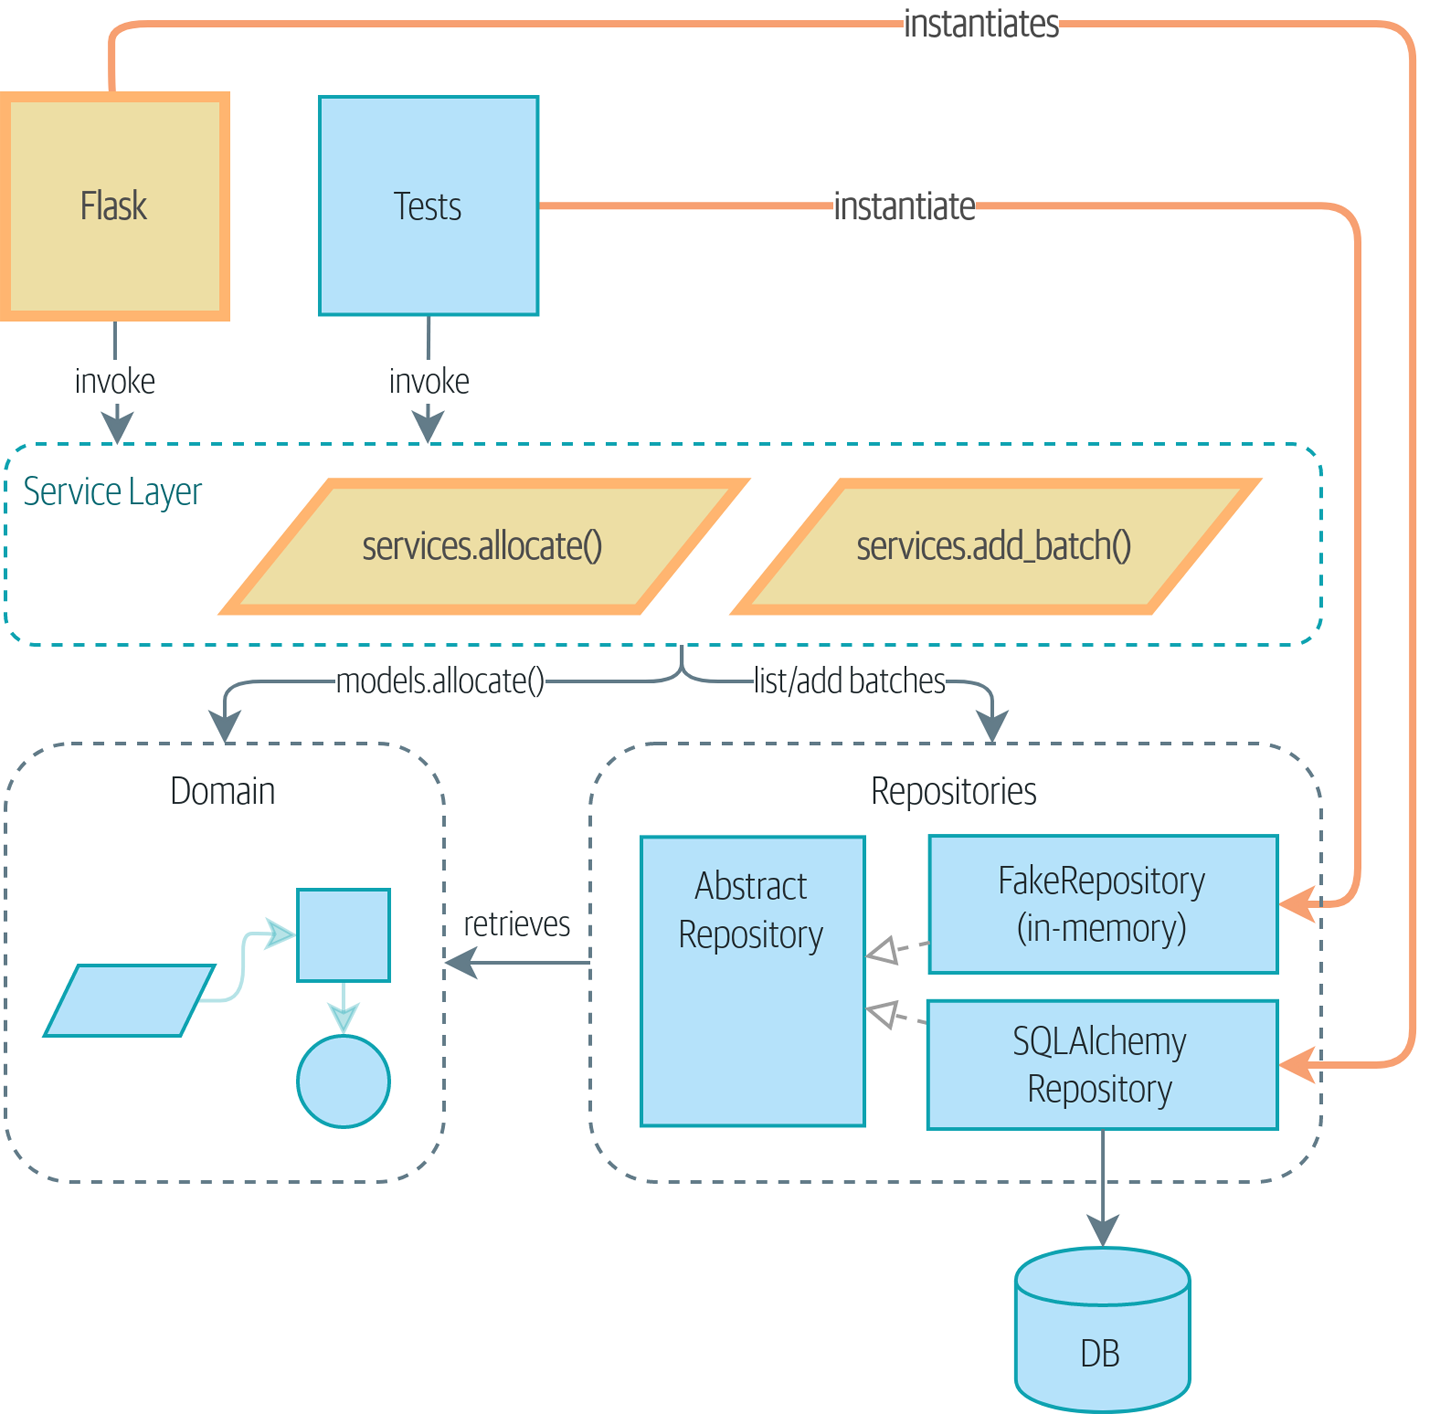 instantiates
Flask
Tests
instantiate
invoke
invoke
Service Layer
services.allocate()
services.add_batch()
models.allocate()
list/add batches
Domain
Repositories
Abstract
Repository
FakeRepository
(in-memory)
retrieves
SQLAlchemy
Repository
DB